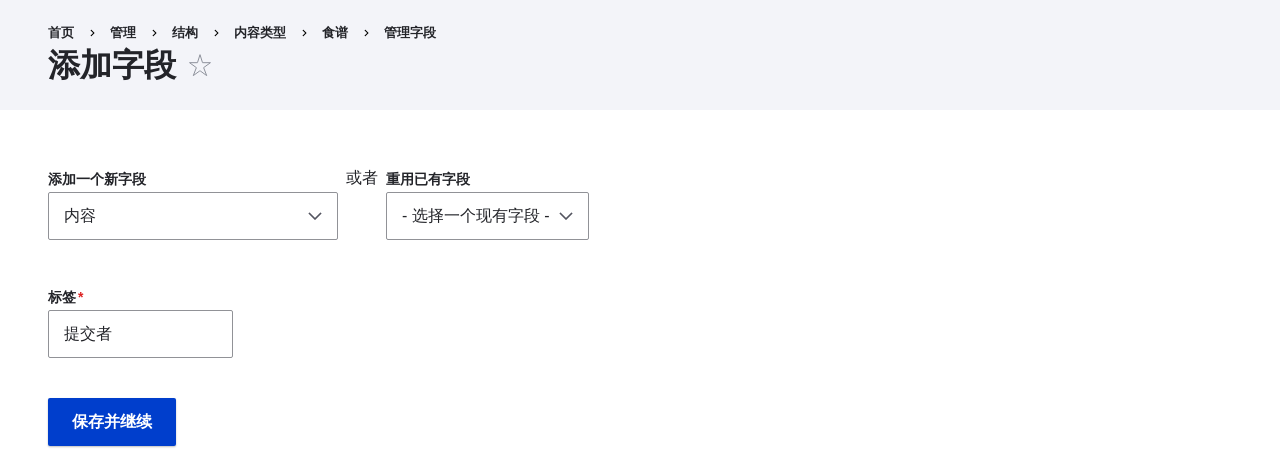 首页 › 管理 › 结构 › 内容类型 › 食谱 › 管理字段
添加字段
添加一个新字段 或者 重用已有字段
内容 - 选择一个现有字段 -
标签*
提交者
保存并继续